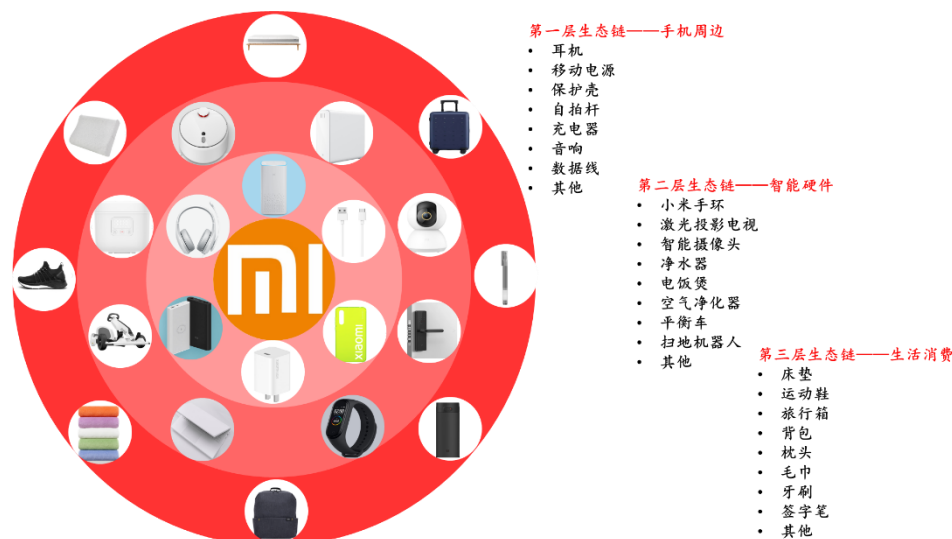 mi
xiaomi
第一层生态链——手机周边
• 耳机
• 移动电源
• 保护壳
• 自拍杆
• 充电器
• 音响
• 数据线
• 其他
第二层生态链——智能硬件
• 小米手环
• 激光投影电视
• 智能摄像头
• 净水器
• 电饭煲
• 空气净化器
• 平衡车
• 扫地机器人
• 其他
第三层生态链——生活消费
• 床垫
• 运动鞋
• 旅行箱
• 背包
• 枕头
• 毛巾
• 牙刷
• 签字笔
• 其他